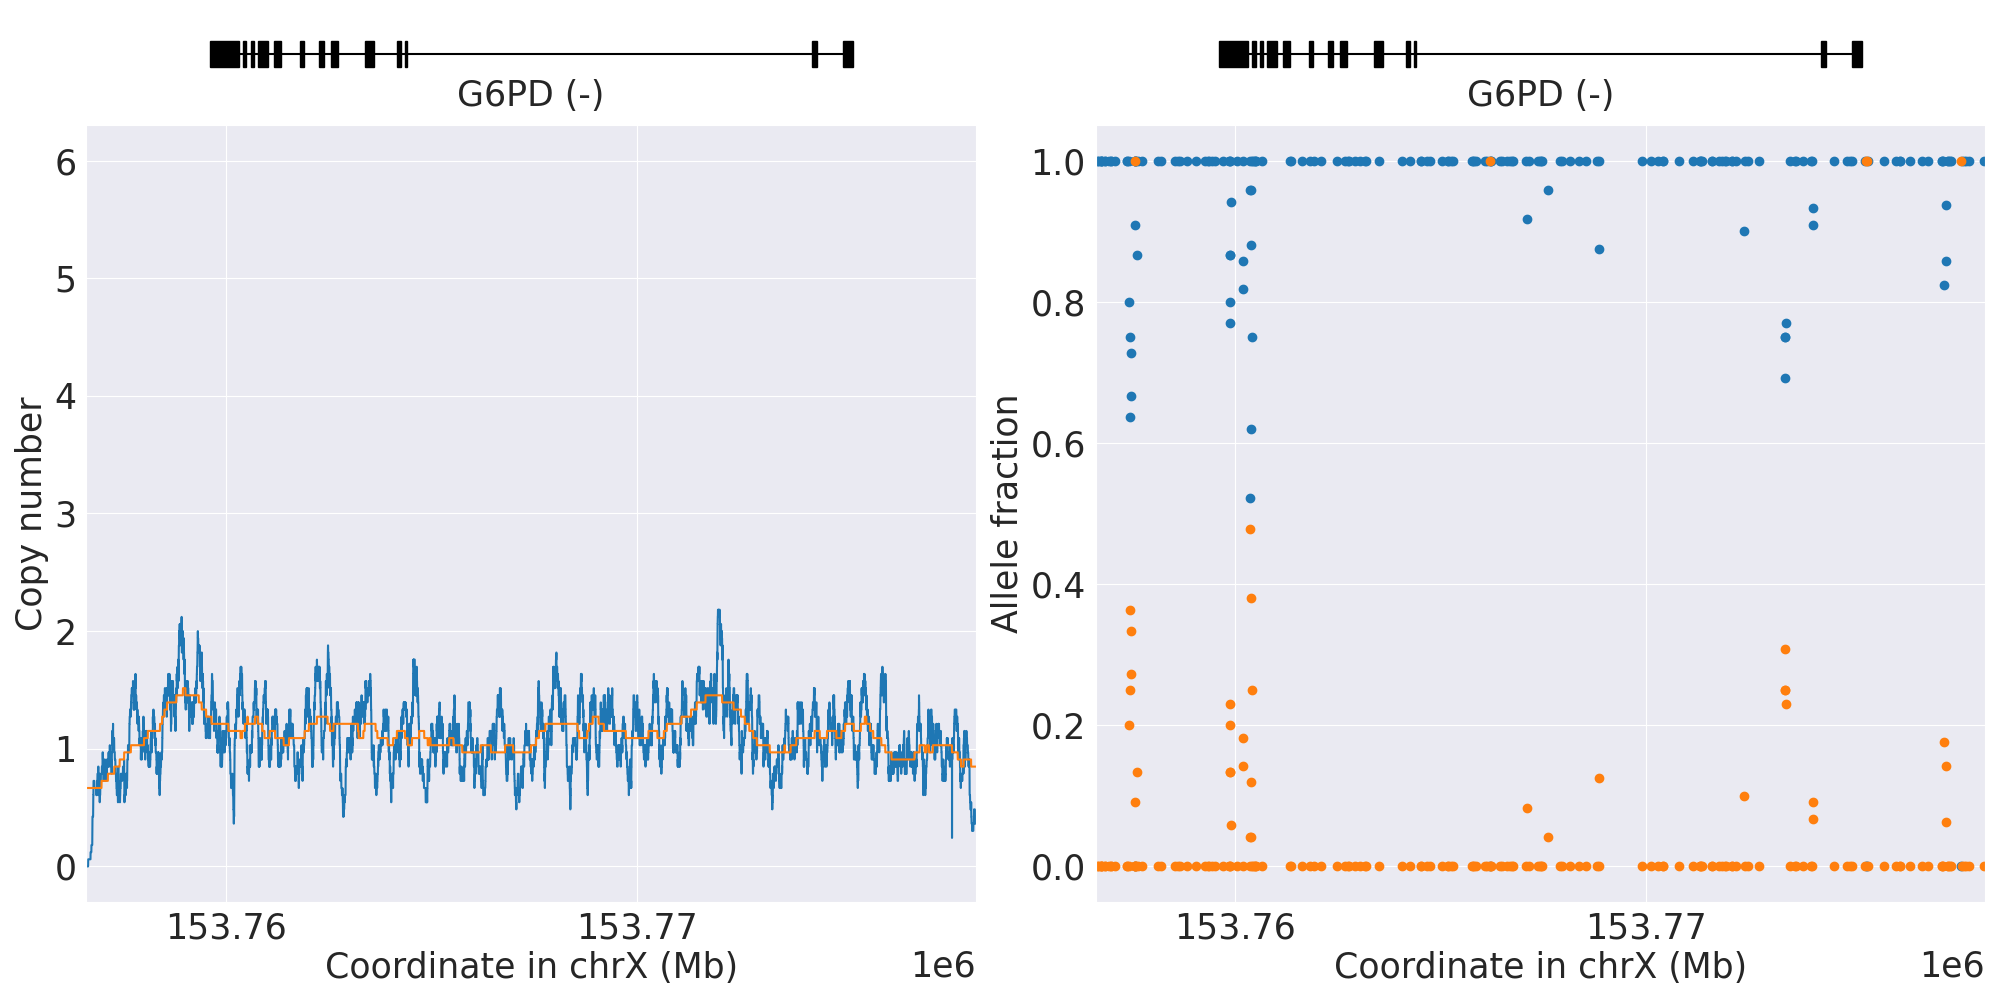 G6PD (-)
G6PD (-)
Copy number
6
5
4
3
2
1
0
153.76
153.77
Coordinate in chrX (Mb)
1e6
Allele fraction
1.0
0.8
0.6
0.4
0.2
0.0
153.76
153.77
Coordinate in chrX (Mb)
1e6